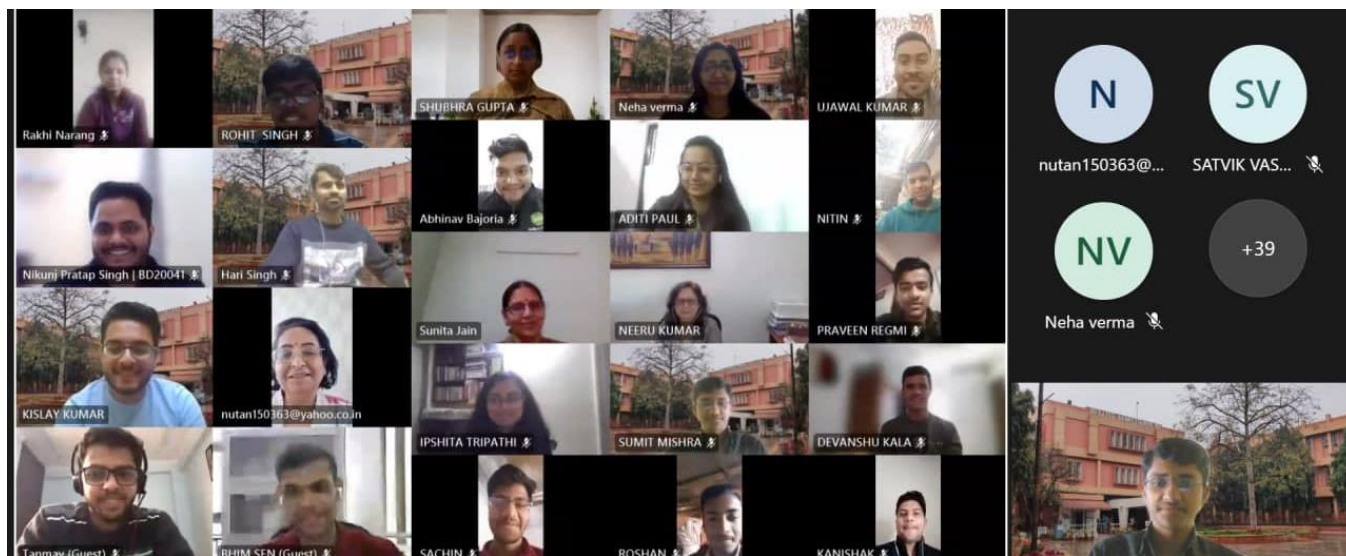 Rakhi Narang
ROHIT SINGH
SHUBHRA GUPTA
Neha verma
UJAWAL KUMAR
Nikunj Pratap Singh | BD20041
Hari Singh
Abhinav Bajoria
ADITI PAUL
NITIN
Sunita Jain
NEERU KUMAR
PRAVEEN REGMI
KISLAY KUMAR
nutan150363@yahoo.co.in
IPSHITA TRIPATHI
SUMIT MISHRA
DEVANSHU KALA
Tanmay (Guest)
BHIM SEN (Guest)
SACHIN
ROSHAN
KANISHAK
N
nutan150363@...
SV
SATVIK VAS...
NV
Neha verma
+39